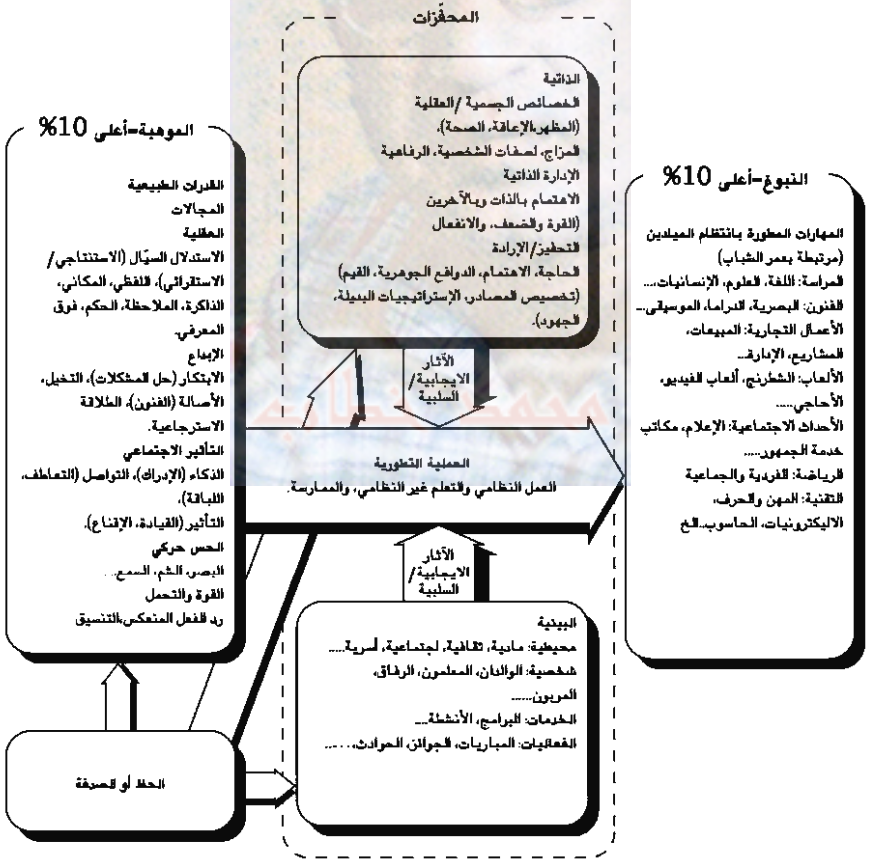 المحفّزات
الذاتية
الخصائص الجسمية /العقلية
(المظهر،الإعاقة، الصحة)،
المزاج، لصفات الشخصية، الرفاعية
الإدارة الذاتية
الاهتمام بالذات وبالآخرين
(القوة والضعف، والانفعال
التحفيز/الإرادة
الحاجة، الاهتمام، الدوافع الجوهرية، القيم)
(تخصيص المصادر، الإستراتيجيات البديلة،
الجهود).
الموهبة=أعلى 10%
القدرات الطبيعية
المجالات
العقلية
الاستدلال السيّال (الاستنتاجي/
الاستقرائي)، اللفظي، المكاني،
الذاكرة، الملاحظة، الحكم، فوق
المعرفي.
الإبداع
الابتكار (حل المشكلات)، التخيل،
الأصالة (الفنون)، الطلاقة
الاسترجاعية.
التأثير الاجتماعي
الذكاء (الإدراك)، التواصل (التعاطف،
اللباقة)،
التأثير (القيادة، الإقناع).
الحس حركي
البصر، الشم، السمع...
القوة والتحمل
رد الفعل المنعكس،التنسيق
النبوغ=أعلى 10%
المهارات المطورة بانتظام الميادين
(مرتبطة بعمر الشباب)
الدراسة: اللغة، العلوم، الإنسانيات،...
الفنون: البصرية، الدراما، الموسيقى...
الأعمال التجارية: المبيعات،
المشاريع، الإدارة...
الألعاب: الشطرنج، ألعاب الفيديو،
الأحاجي.....
الأحداث الاجتماعية: الإعلام، مكاتب
خدمة الجمهور.....
الرياضة: الفردية والجماعية
التقنية: المهن والحرف،
الاليكترونيات، الحاسوب..الخ
الآثار
الايجابية/
السلبية
العملية التطورية
العمل النظامي والتعلم غير النظامي، والممارسة.
الآثار
الايجابية/
السلبية
البيئية
محيطية: مادية، ثقافية، اجتماعية، أسرية.....
شخصية: الوالدان، المعلمون، الرفاق،
المربون......
الخدمات: البرامج، الأنشطة....
الفعاليات: المباريات، الجوائز، الحوادث،.....
الحظ أو الصدفة